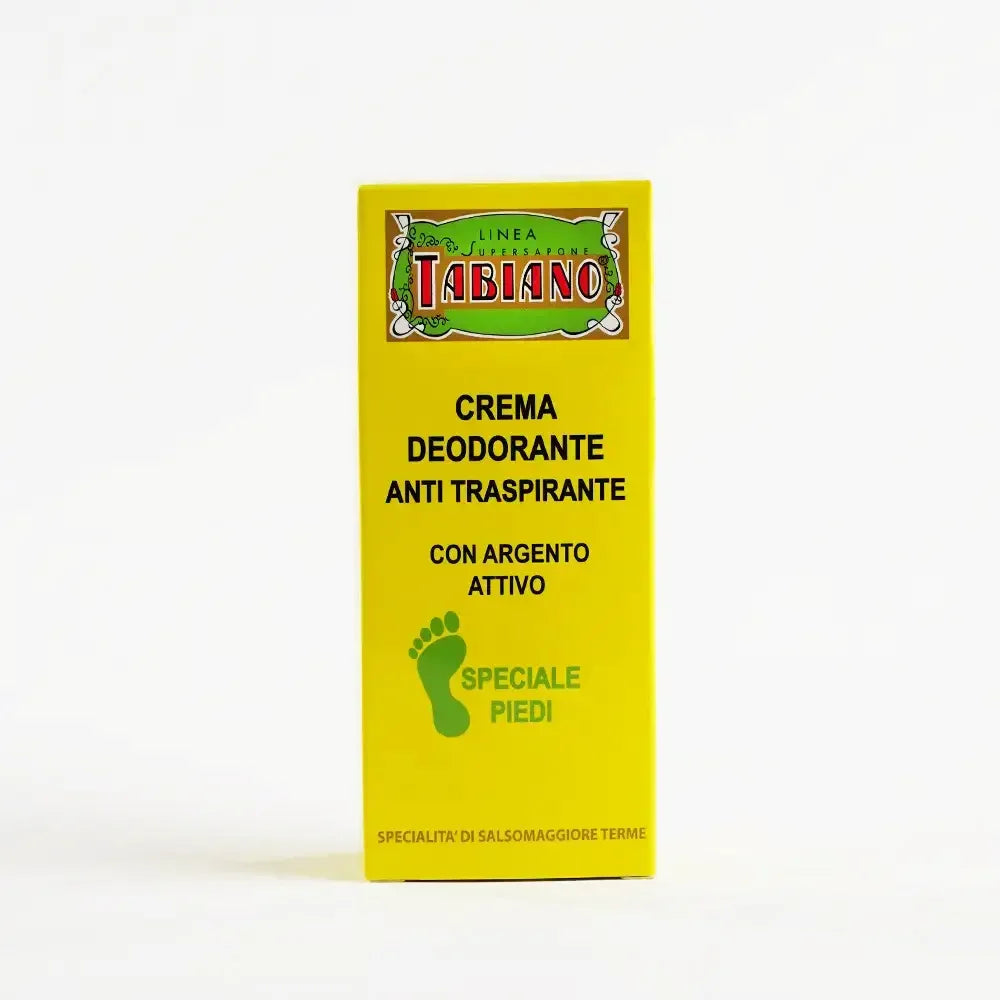 LINEA
SUPERSAPONE
TABIANO
CREMA
DEODORANTE
ANTI TRASPIRANTE
CON ARGENTO
ATTIVO
SPECIALE
PIEDI
SPECIALITA' DI SALSOMAGGIORE TERME